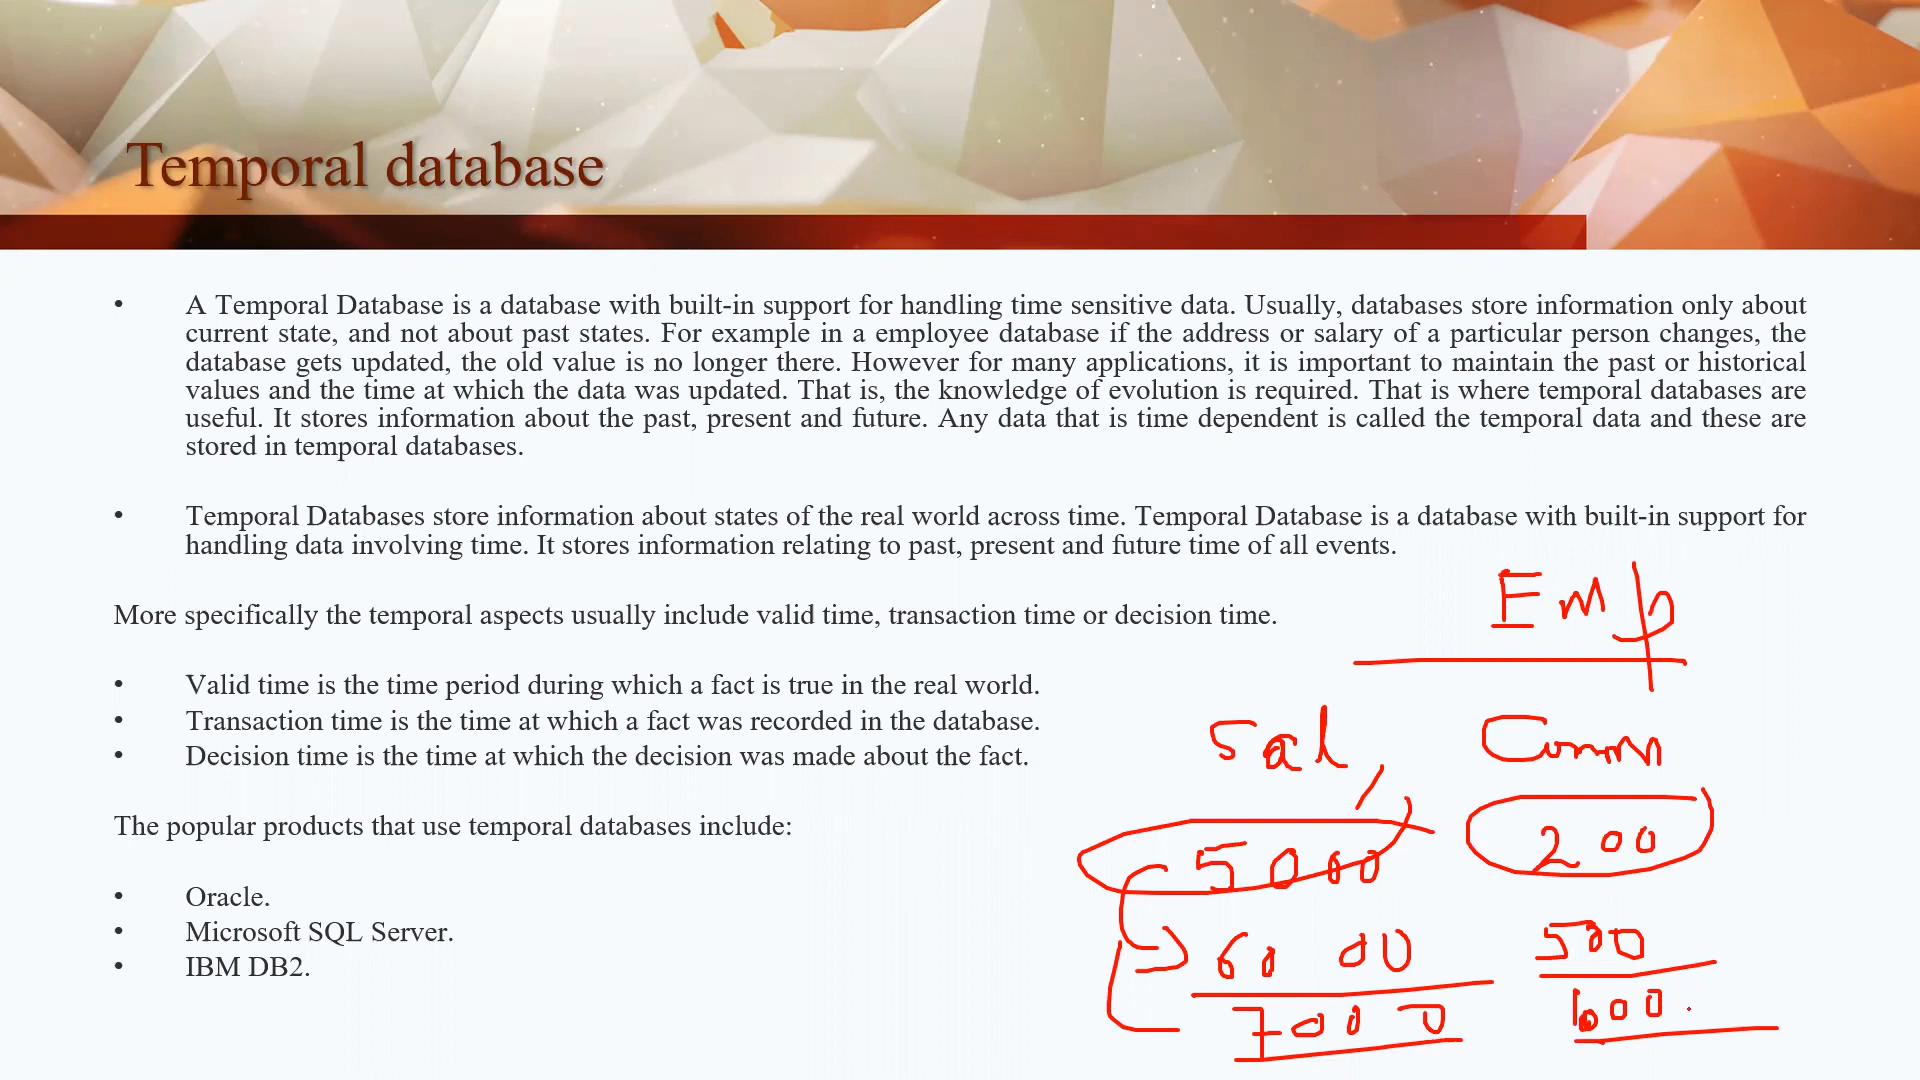 Temporal database
• A Temporal Database is a database with built-in support for handling time sensitive data. Usually, databases store information only about
current state, and not about past states. For example in a employee database if the address or salary of a particular person changes, the
database gets updated, the old value is no longer there. However for many applications, it is important to maintain the past or historical
values and the time at which the data was updated. That is, the knowledge of evolution is required. That is where temporal databases are
useful. It stores information about the past, present and future. Any data that is time dependent is called the temporal data and these are
stored in temporal databases.
• Temporal Databases store information about states of the real world across time. Temporal Database is a database with built-in support for
handling data involving time. It stores information relating to past, present and future time of all events.
More specifically the temporal aspects usually include valid time, transaction time or decision time.
• Valid time is the time period during which a fact is true in the real world.
• Transaction time is the time at which a fact was recorded in the database.
• Decision time is the time at which the decision was made about the fact.
The popular products that use temporal databases include:
• Oracle.
• Microsoft SQL Server.
• IBM DB2.
Emp
Sal, Comm
5000 200
6000 500
7000 600.